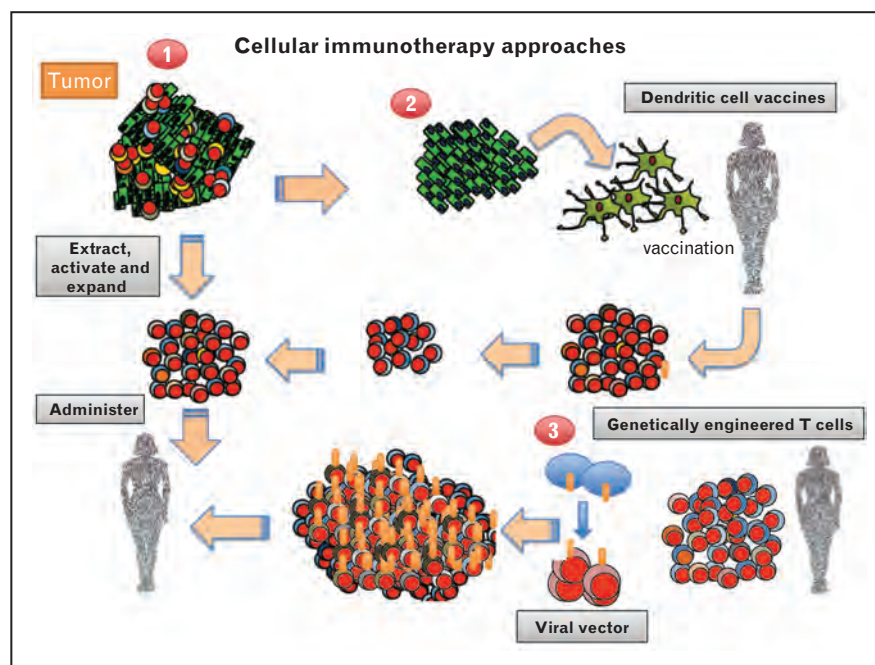 Cellular immunotherapy approaches
1
Tumor
2
Dendritic cell vaccines
vaccination
Extract,
activate and
expand
Administer
3
Genetically engineered T cells
Viral vector